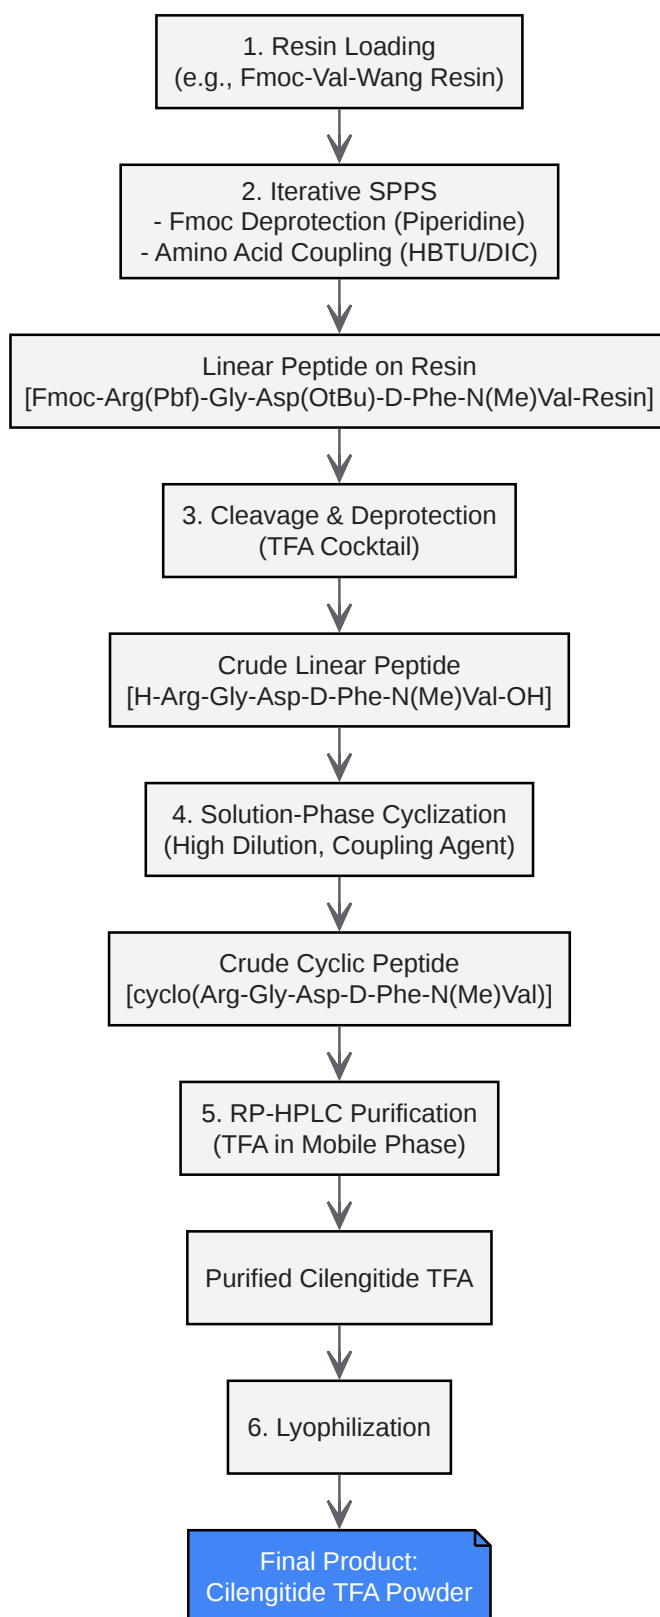 1. Resin Loading
(e.g., Fmoc-Val-Wang Resin)
2. Iterative SPPS
- Fmoc Deprotection (Piperidine)
- Amino Acid Coupling (HBTU/DIC)
Linear Peptide on Resin
[Fmoc-Arg(Pbf)-Gly-Asp(OtBu)-D-Phe-N(Me)Val-Resin]
3. Cleavage & Deprotection
(TFA Cocktail)
Crude Linear Peptide
[H-Arg-Gly-Asp-D-Phe-N(Me)Val-OH]
4. Solution-Phase Cyclization
(High Dilution, Coupling Agent)
Crude Cyclic Peptide
[cyclo(Arg-Gly-Asp-D-Phe-N(Me)Val)]
5. RP-HPLC Purification
(TFA in Mobile Phase)
Purified Cilengitide TFA
6. Lyophilization
Final Product:
Cilengitide TFA Powder